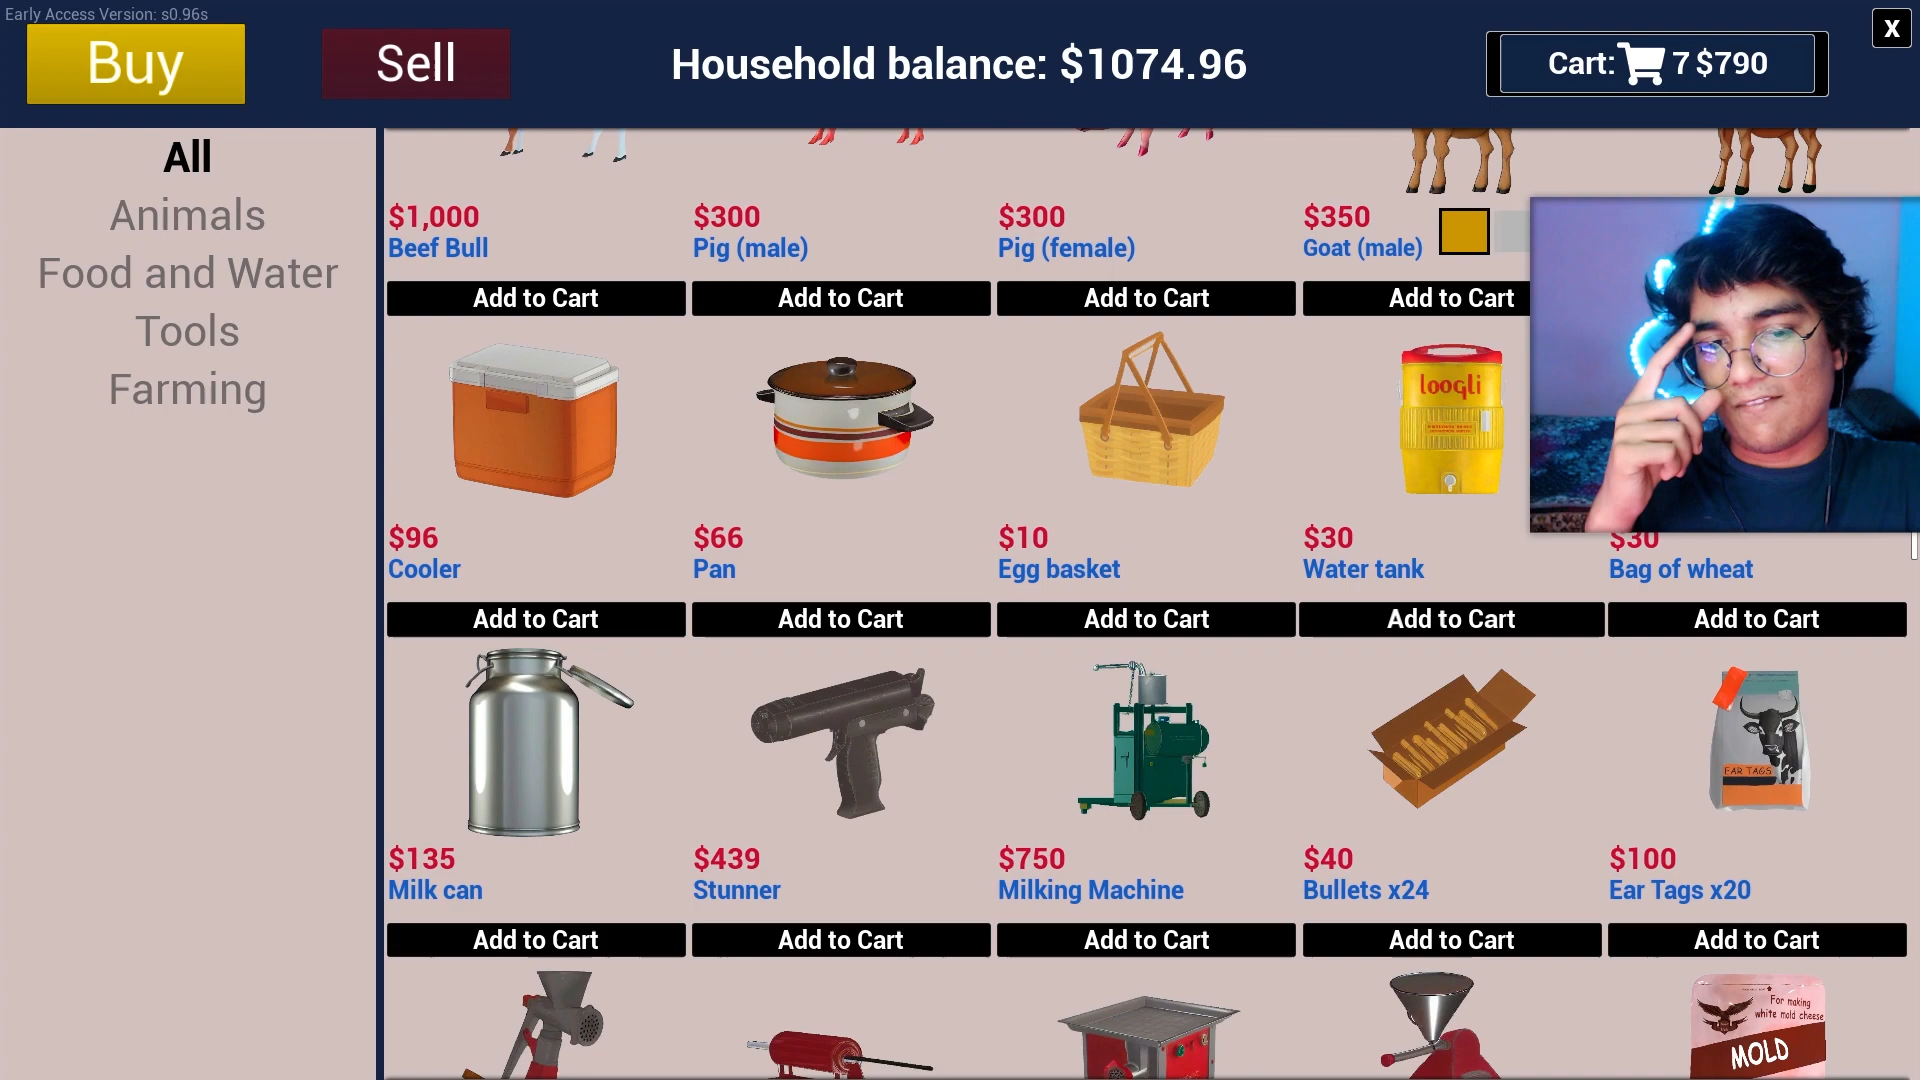 Early Access Version: s0.96s
Buy
Sell
Household balance: $1074.96
Cart: 7 $790
X
All
Animals
Food and Water
Tools
Farming
$1,000
Beef Bull
Add to Cart
$300
Pig (male)
Add to Cart
$300
Pig (female)
Add to Cart
$350
Goat (male)
Add to Cart
$96
Cooler
Add to Cart
$66
Pan
Add to Cart
$10
Egg basket
Add to Cart
loogli
$30
Water tank
Add to Cart
$30
Bag of wheat
Add to Cart
$135
Milk can
Add to Cart
$439
Stunner
Add to Cart
$750
Milking Machine
Add to Cart
$40
Bullets x24
Add to Cart
EAR TAGS
$100
Ear Tags x20
Add to Cart
For making
white mold cheese
MOLD